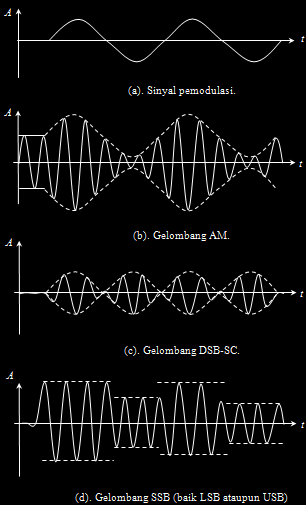 A
t
(a). Sinyal pemodulasi.
A
t
(b). Gelombang AM.
A
t
(c). Gelombang DSB-SC.
A
t
(d). Gelombang SSB (baik LSB ataupun USB)